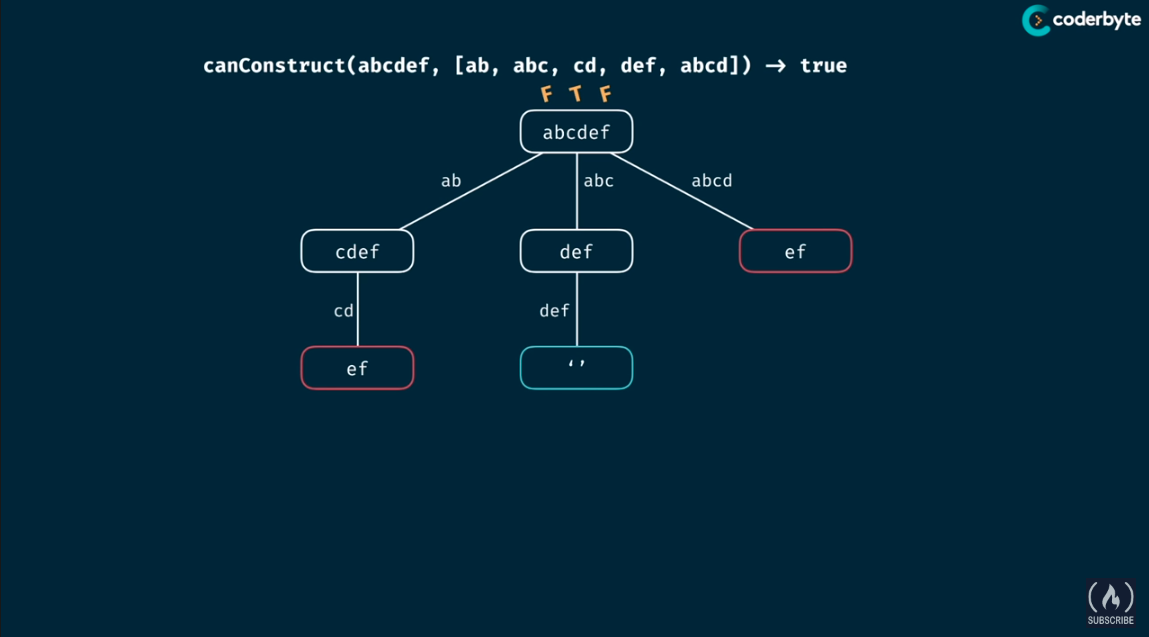 coderbyte
canConstruct(abcdef, [ab, abc, cd, def, abcd]) → true
F T F
abcdef
ab abc abcd
cdef def ef
cd def
ef ‘’
SUBSCRIBE